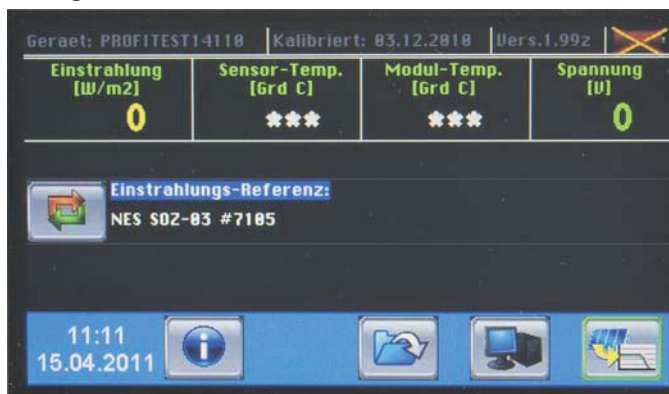 Geraet: PROFITEST14110 Kalibriert: 03.12.2010 Vers.1.99z
Einstrahlung Sensor-Temp. Modul-Temp. Spannung
[W/m2] [Grd C] [Grd C] [V]
0 *** *** 0
Einstrahlungs-Referenz:
NES SOZ-03 #7105
11:11
15.04.2011